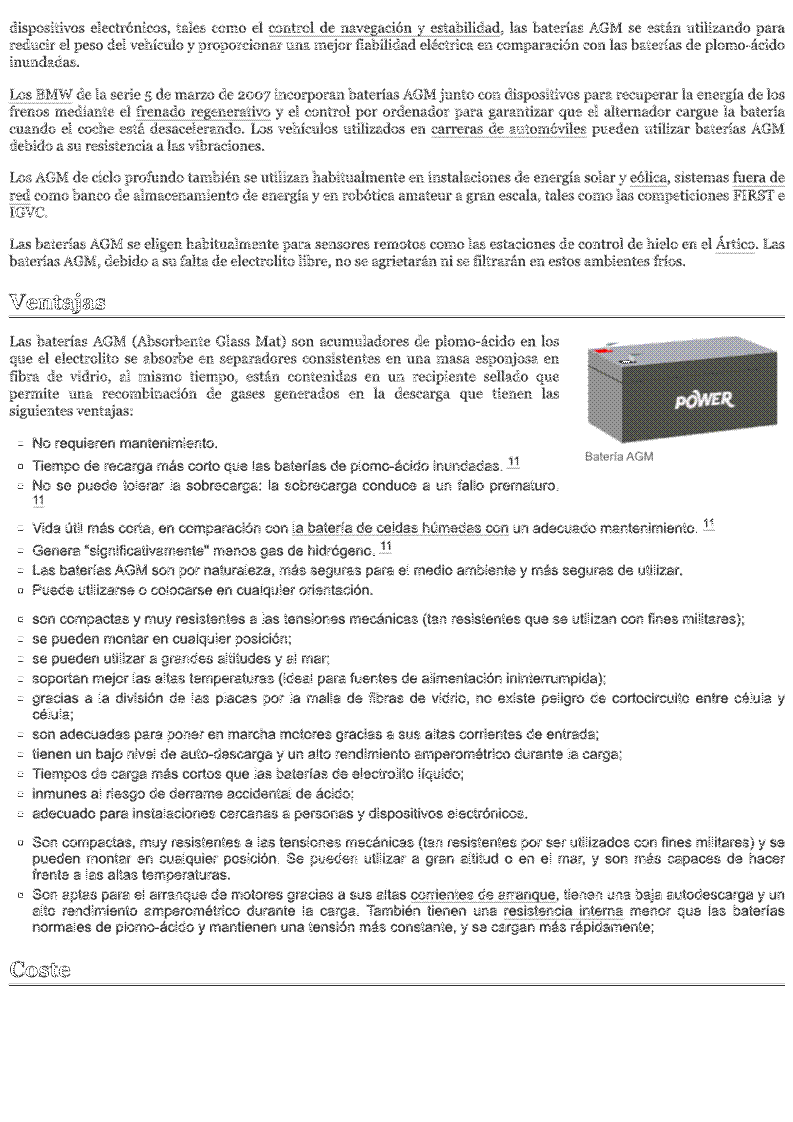 dispositivos electrónicos, tales como el control de navegación y estabilidad, las baterías AGM se están utilizando para
reducir el peso del vehículo y proporcionar una mejor fiabilidad eléctrica en comparación con las baterías de plomo-ácido
inundadas.
Los BMW de la serie 5 de marzo de 2007 incorporan baterías AGM junto con dispositivos para recuperar la energía de los
frenos mediante el frenado regenerativo y el control por ordenador para garantizar que el alternador cargue la batería
cuando el coche está desacelerando. Los vehículos utilizados en carreras de automóviles pueden utilizar baterías AGM
debido a su resistencia a las vibraciones.
Los AGM de ciclo profundo también se utilizan habitualmente en instalaciones de energía solar y eólica, sistemas fuera de
red como banco de almacenamiento de energía y en robótica amateur a gran escala, tales como las competiciones FIRST e
IGVC.
Las baterías AGM se eligen habitualmente para sensores remotos como las estaciones de control de hielo en el Ártico. Las
baterías AGM, debido a su falta de electrolito libre, no se agrietarán ni se filtrarán en estos ambientes fríos.
Ventajas
Las baterías AGM (Absorbente Glass Mat) son acumuladores de plomo-ácido en los
que el electrolito se absorbe en separadores consistentes en una masa esponjosa en
fibra de vidrio, al mismo tiempo, están contenidas en un recipiente sellado que
permite una recombinación de gases generados en la descarga que tienen las
siguientes ventajas:
POWER
Batería AGM
No requieren mantenimiento.
Tiempo de recarga más corto que las baterías de plomo-ácido inundadas. 11
No se puede tolerar la sobrecarga: la sobrecarga conduce a un fallo prematuro.
11
Vida útil más corta, en comparación con la batería de celdas húmedas con un adecuado mantenimiento. 11
Genera "significativamente" menos gas de hidrógeno. 11
Las baterías AGM son por naturaleza, más seguras para el medio ambiente y más seguras de utilizar.
Puede utilizarse o colocarse en cualquier orientación.
son compactas y muy resistentes a las tensiones mecánicas (tan resistentes que se utilizan con fines militares);
se pueden montar en cualquier posición;
se pueden utilizar a grandes altitudes y al mar;
soportan mejor las altas temperaturas (ideal para fuentes de alimentación ininterrumpida);
gracias a la división de las placas por la malla de fibras de vidrio, no existe peligro de cortocircuito entre célula y
célula;
son adecuadas para poner en marcha motores gracias a sus altas corrientes de entrada;
tienen un bajo nivel de auto-descarga y un alto rendimiento amperométrico durante la carga;
Tiempos de carga más cortos que las baterías de electrolito líquido;
inmunes al riesgo de derrame accidental de ácido;
adecuado para instalaciones cercanas a personas y dispositivos electrónicos.
Son compactas, muy resistentes a las tensiones mecánicas (tan resistentes por ser utilizados con fines militares) y se
pueden montar en cualquier posición. Se pueden utilizar a gran altitud o en el mar, y son más capaces de hacer
frente a las altas temperaturas.
Son aptas para el arranque de motores gracias a sus altas corrientes de arranque, tienen una baja autodescarga y un
alto rendimiento amperométrico durante la carga. También tienen una resistencia interna menor que las baterías
normales de plomo-ácido y mantienen una tensión más constante, y se cargan más rápidamente;
Coste